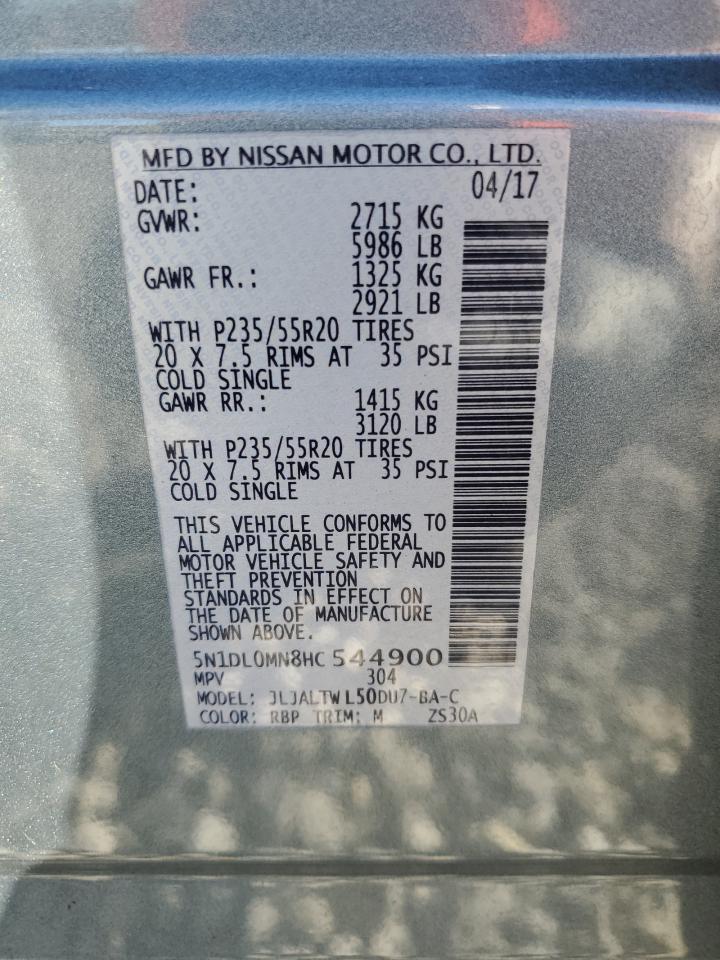 MFD BY NISSAN MOTOR CO., LTD.
DATE: 04/17
GVWR: 2715 KG
5986 LB
GAWR FR.: 1325 KG
2921 LB
WITH P235/55R20 TIRES
20 X 7.5 RIMS AT 35 PSI
COLD SINGLE
GAWR RR.: 1415 KG
3120 LB
WITH P235/55R20 TIRES
20 X 7.5 RIMS AT 35 PSI
COLD SINGLE
THIS VEHICLE CONFORMS TO
ALL APPLICABLE FEDERAL
MOTOR VEHICLE SAFETY AND
THEFT PREVENTION
STANDARDS IN EFFECT ON
THE DATE OF MANUFACTURE
SHOWN ABOVE.
5N1DL0MN8HC 544900
MPV 304
MODEL: JLJALTWL50DU7-BA-C
COLOR: RBP TRIM: M ZS30A